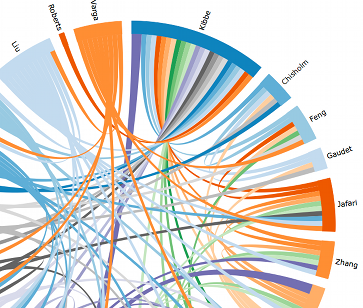 Liu
Roberts
Varga
Kibbe
Chisholm
Feng
Gaudet
Jafari
Zhang